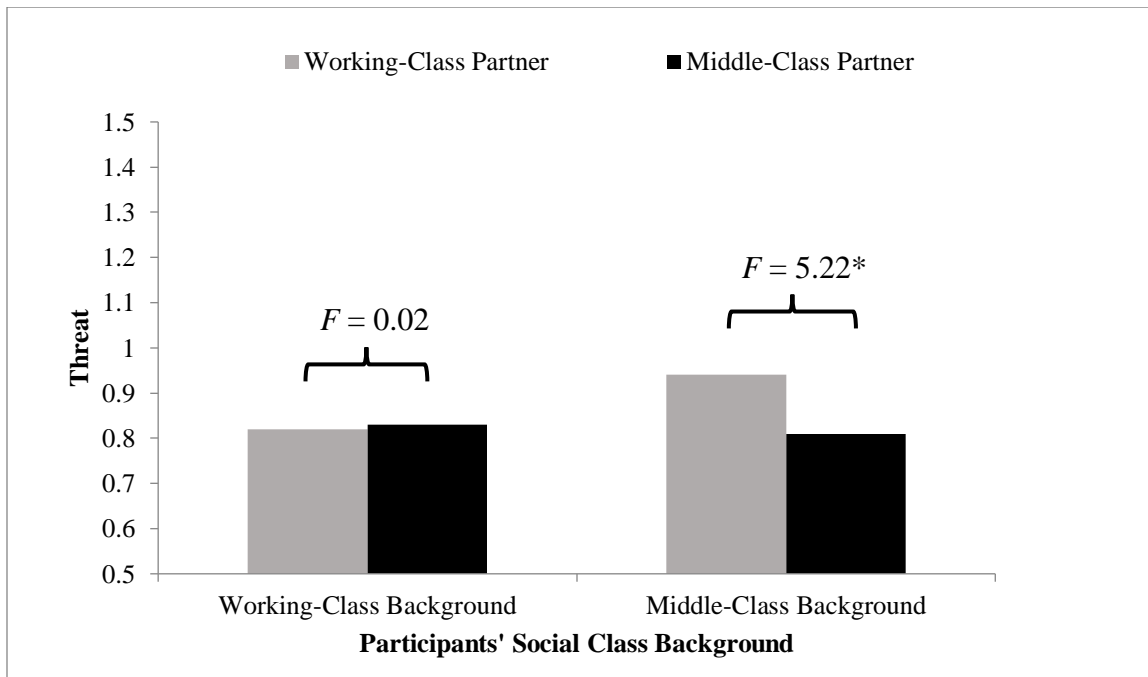 Working-Class Partner
Middle-Class Partner
1.5
1.4
1.3
1.2
1.1
1
0.9
0.8
0.7
0.6
0.5
Threat
F = 0.02
F = 5.22*
Working-Class Background
Middle-Class Background
Participants' Social Class Background